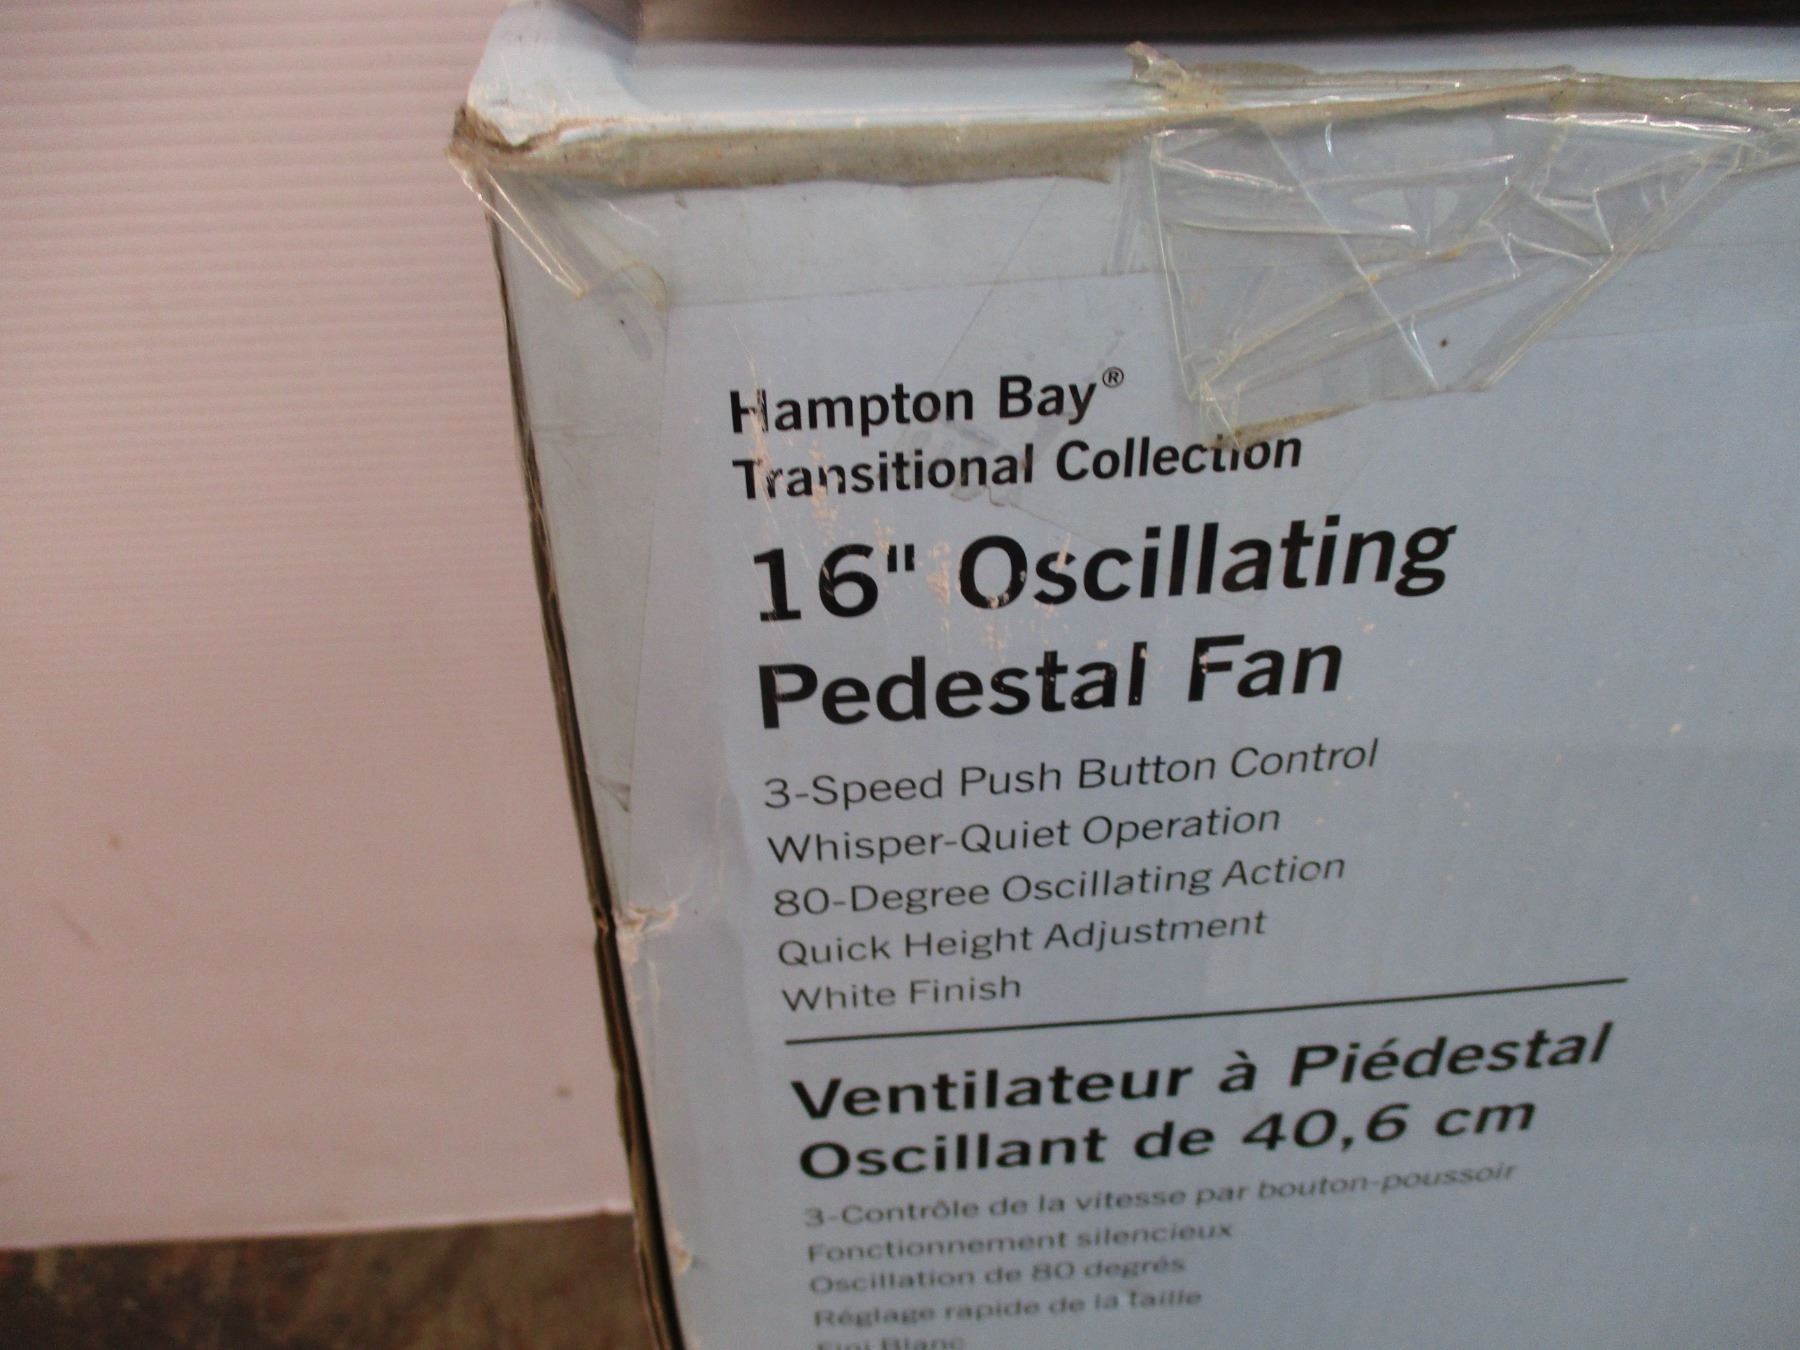 Hampton Bay®
Transitional Collection
16" Oscillating
Pedestal Fan
3-Speed Push Button Control
Whisper-Quiet Operation
80-Degree Oscillating Action
Quick Height Adjustment
White Finish
Ventilateur à Piédestal
Oscillant de 40,6 cm
3-Contrôle de la vitesse par bouton-poussoir
Fonctionnement silencieux
Oscillation de 80 degrés
Réglage rapide de la taille
Fini Blanc